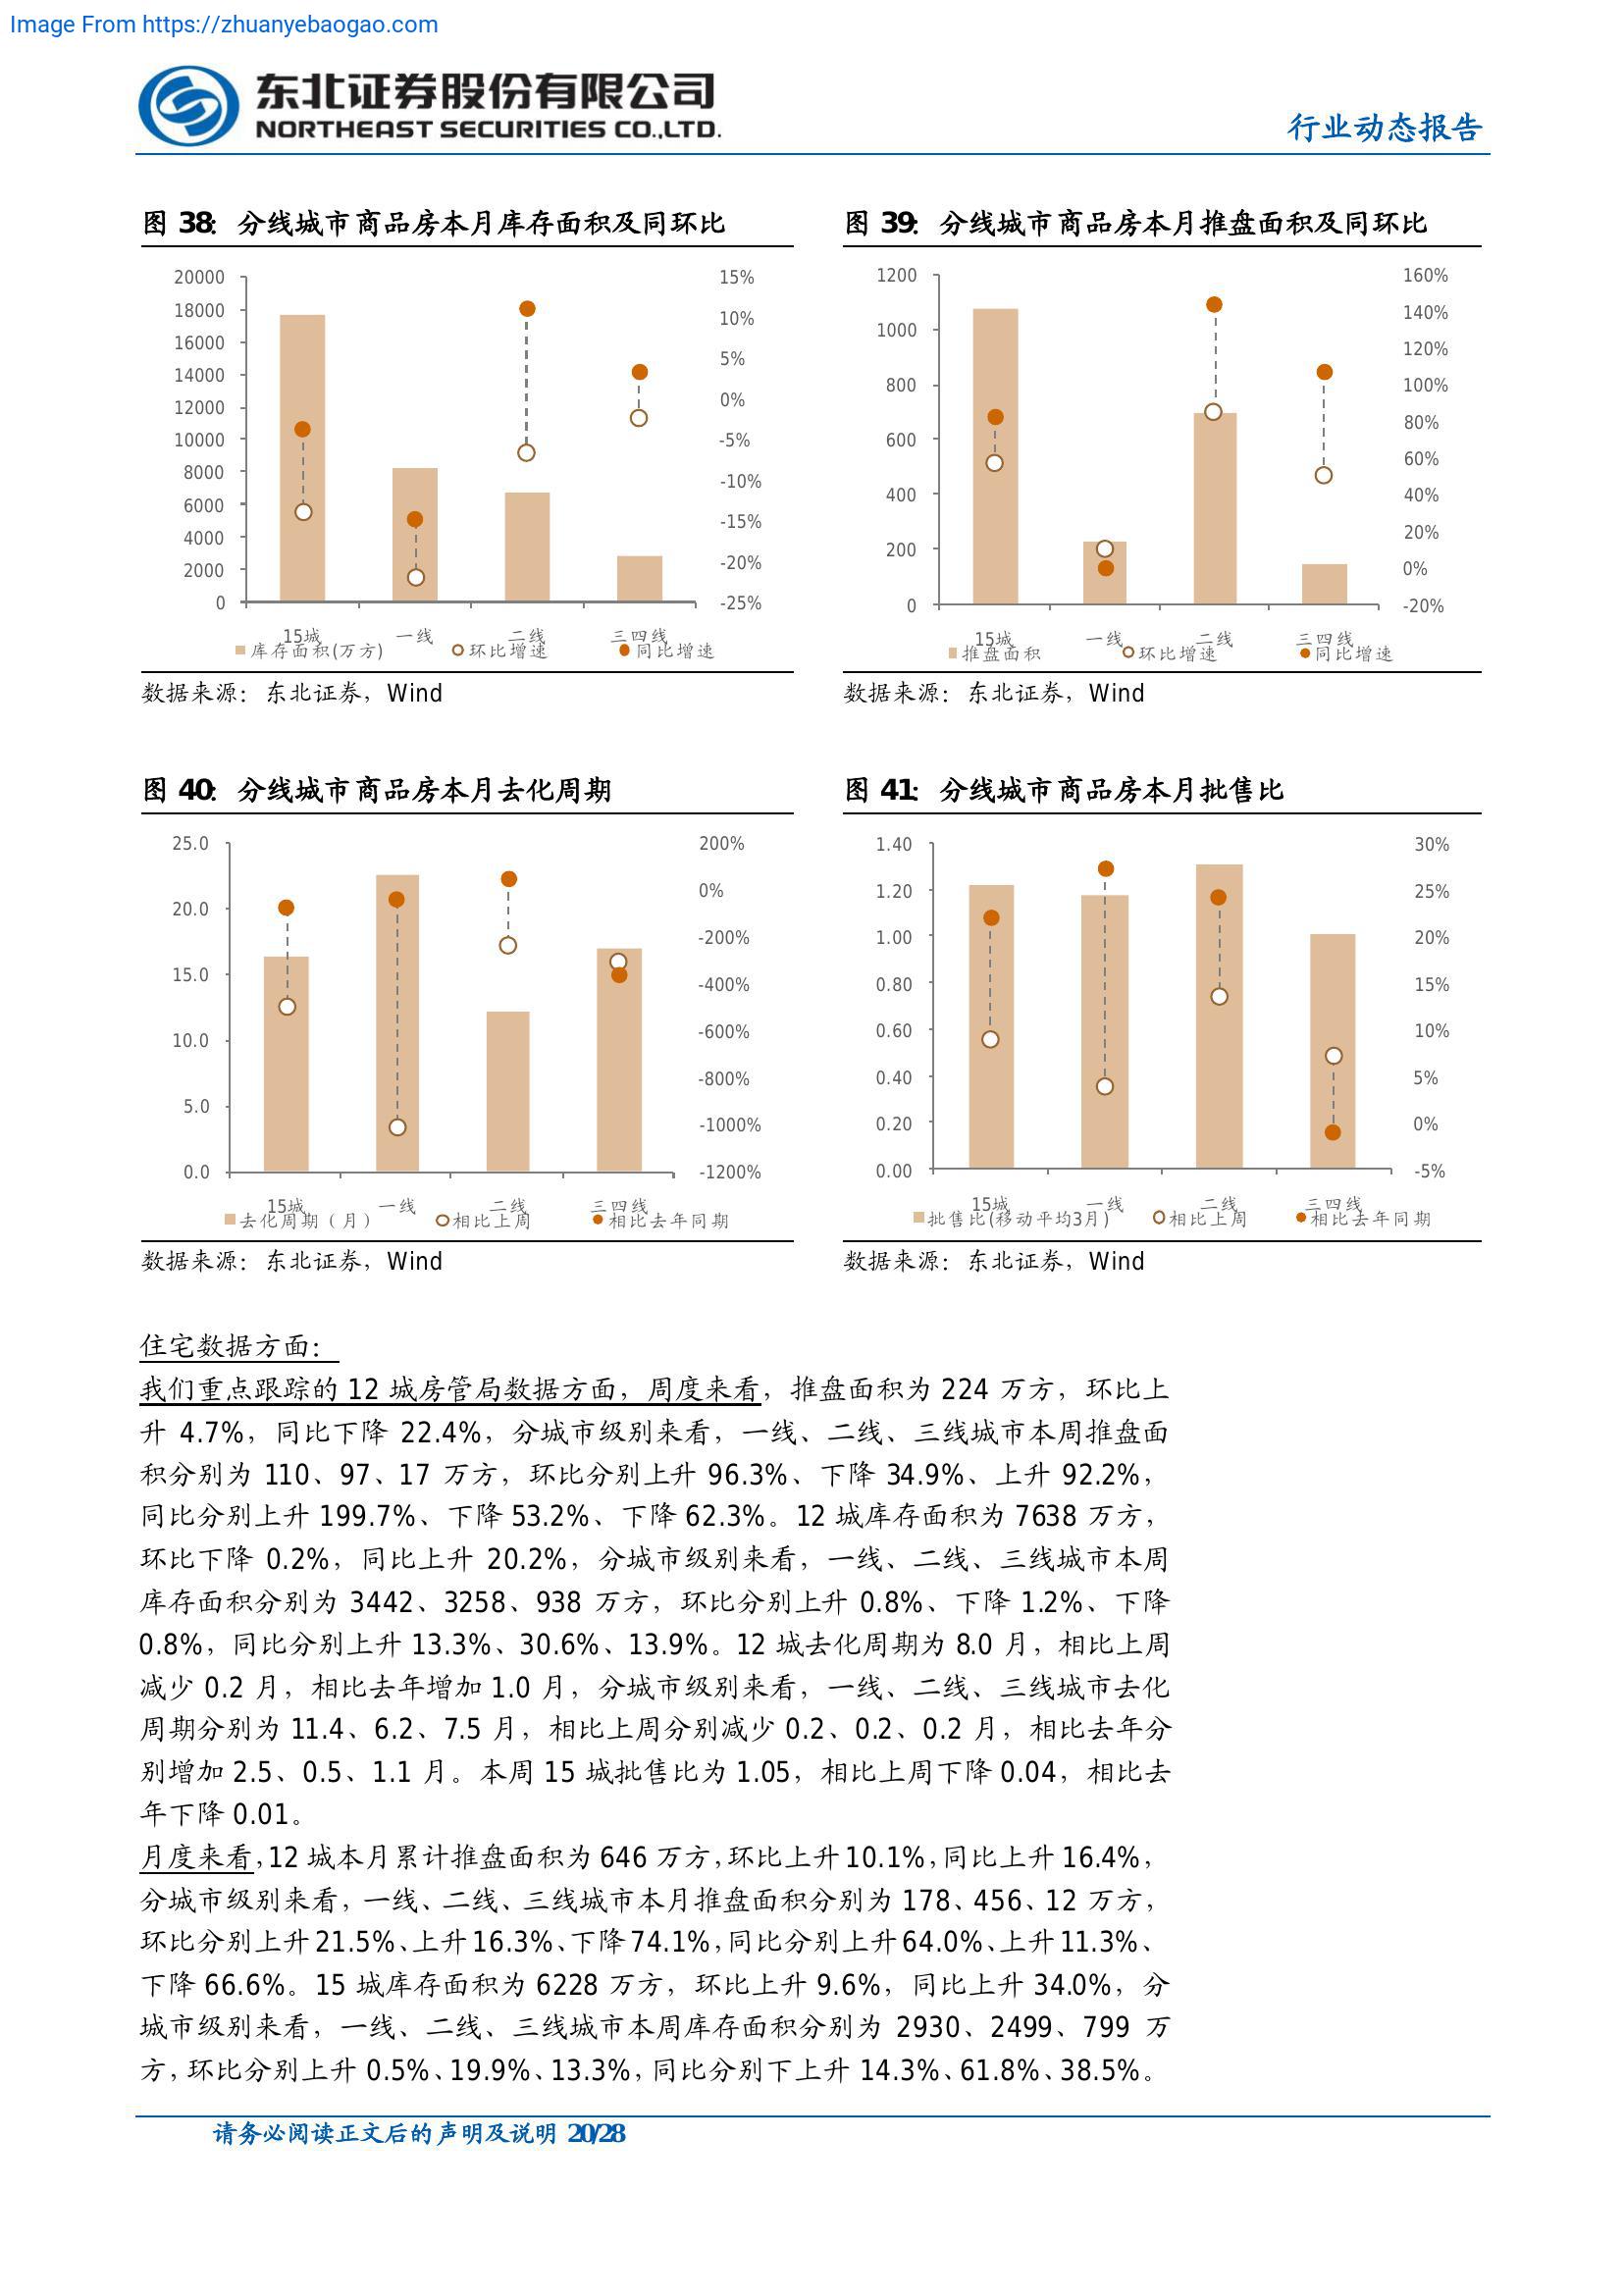 Image From https://zhuanyebaogao.com
东北证券股份有限公司
NORTHEAST SECURITIES CO.,LTD.
行业动态报告
图 38: 分线城市商品房本月库存面积及同环比
20000
18000
16000
14000
12000
10000
8000
6000
4000
2000
0
15%
10%
5%
0%
-5%
-10%
-15%
-20%
-25%
15城 一线 二线 三四线
库存面积(万方) 环比增速 同比增速
数据来源：东北证券，Wind
图 39: 分线城市商品房本月推盘面积及同环比
1200
1000
800
600
400
200
0
160%
140%
120%
100%
80%
60%
40%
20%
0%
-20%
15城 一线 二线 三四线
推盘面积 环比增速 同比增速
数据来源：东北证券，Wind
图 40: 分线城市商品房本月去化周期
25.0
20.0
15.0
10.0
5.0
0.0
200%
0%
-200%
-400%
-600%
-800%
-1000%
-1200%
15城 一线 二线 三四线
去化周期（月） 相比上周 相比去年同期
数据来源：东北证券，Wind
图 41: 分线城市商品房本月批售比
1.40
1.20
1.00
0.80
0.60
0.40
0.20
0.00
30%
25%
20%
15%
10%
5%
0%
-5%
15城 一线 二线 三四线
批售比(移动平均3月) 相比上周 相比去年同期
数据来源：东北证券，Wind
住宅数据方面：
我们重点跟踪的 12 城房管局数据方面，周度来看，推盘面积为 224 万方，环比上
升 4.7%，同比下降 22.4%，分城市级别来看，一线、二线、三线城市本周推盘面
积分别为 110、97、17 万方，环比分别上升 96.3%、下降 34.9%、上升 92.2%，
同比分别上升 199.7%、下降 53.2%、下降 62.3%。12 城库存面积为 7638 万方，
环比下降 0.2%，同比上升 20.2%，分城市级别来看，一线、二线、三线城市本周
库存面积分别为 3442、3258、938 万方，环比分别上升 0.8%、下降 1.2%、下降
0.8%，同比分别上升 13.3%、30.6%、13.9%。12 城去化周期为 8.0 月，相比上周
减少 0.2 月，相比去年增加 1.0 月，分城市级别来看，一线、二线、三线城市去化
周期分别为 11.4、6.2、7.5 月，相比上周分别减少 0.2、0.2、0.2 月，相比去年分
别增加 2.5、0.5、1.1 月。本周 15 城批售比为 1.05，相比上周下降 0.04，相比去
年下降 0.01。
月度来看，12 城本月累计推盘面积为 646 万方，环比上升 10.1%，同比上升 16.4%，
分城市级别来看，一线、二线、三线城市本月推盘面积分别为 178、456、12 万方，
环比分别上升 21.5%、上升 16.3%、下降 74.1%，同比分别上升 64.0%、上升 11.3%、
下降 66.6%。15 城库存面积为 6228 万方，环比上升 9.6%，同比上升 34.0%，分
城市级别来看，一线、二线、三线城市本周库存面积分别为 2930、2499、799 万
方，环比分别上升 0.5%、19.9%、13.3%，同比分别下上升 14.3%、61.8%、38.5%。
请务必阅读正文后的声明及说明 20/28